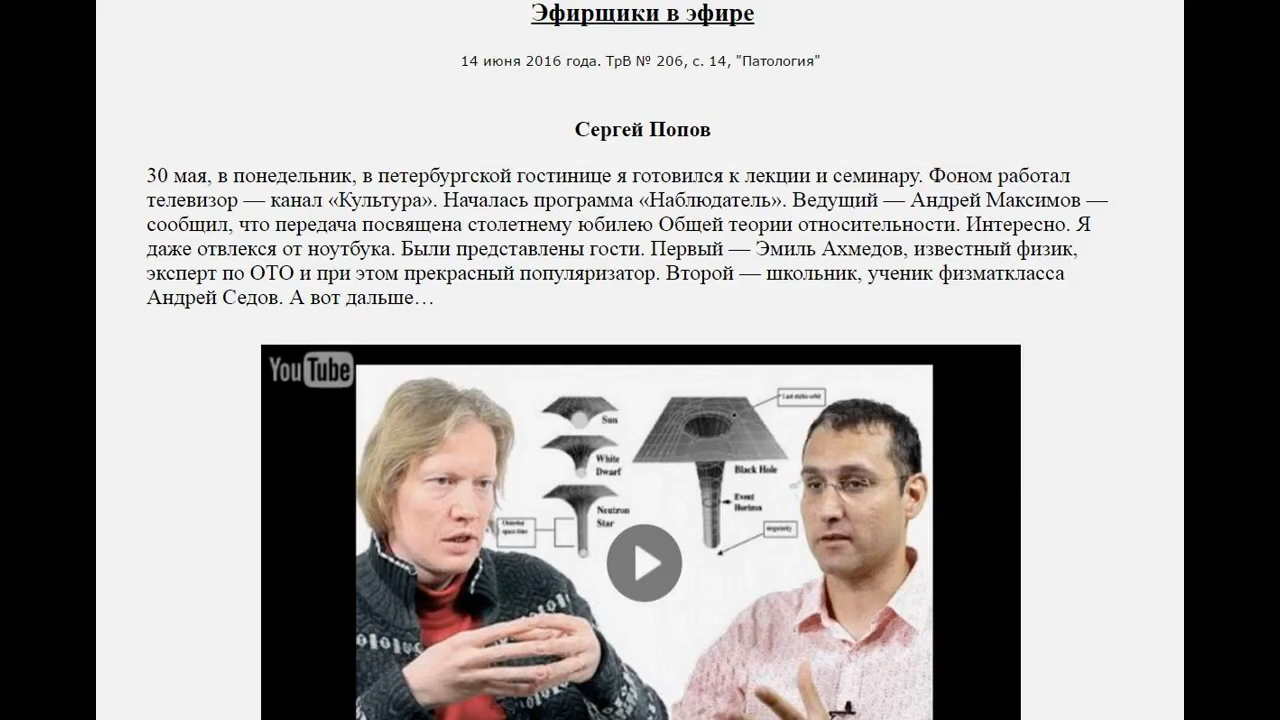 Эфирщики в эфире
14 июня 2016 года. ТрВ № 206, с. 14, "Патология"
Сергей Попов
30 мая, в понедельник, в петербургской гостинице я готовился к лекции и семинару. Фоном работал
телевизор — канал «Культура». Началась программа «Наблюдатель». Ведущий — Андрей Максимов —
сообщил, что передача посвящена столетнему юбилею Общей теории относительности. Интересно. Я
даже отвлекся от ноутбука. Были представлены гости. Первый — Эмиль Ахмедов, известный физик,
эксперт по ОТО и при этом прекрасный популяризатор. Второй — школьник, ученик физматкласса
Андрей Седов. А вот дальше…
YouTube
Last stable orbit
Sun
White
Dwarf
Black Hole
Event
Horizon
Neutron
Star
singularity